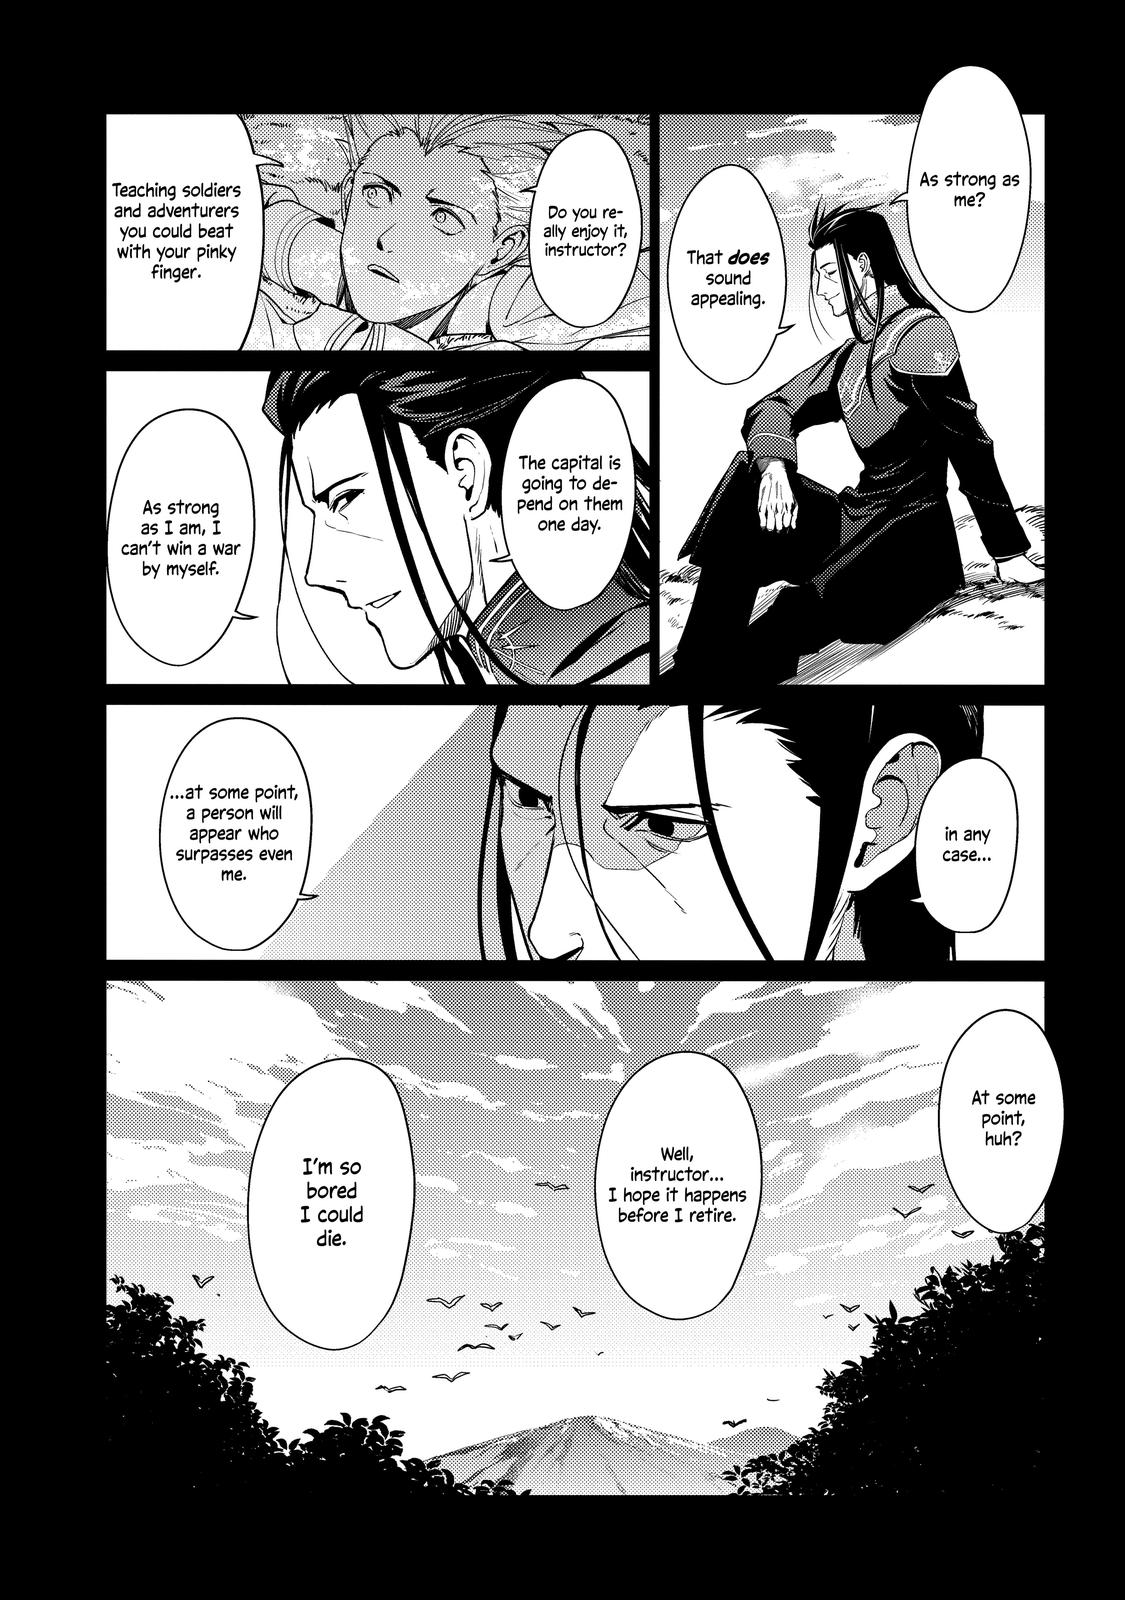 As strong as
me?
That does
sound
appealing.
Do you re-
ally enjoy it,
instructor?
Teaching soldiers
and adventurers
you could beat
with your pinky
finger.
The capital is
going to de-
pend on them
one day.
As strong
as I am, I
can't win a war
by myself.
in any
case...
...at some point,
a person will
appear who
surpasses even
me.
At some
point,
huh?
Well,
instructor...
I hope it happens
before I retire.
I'm so
bored
I could
die.